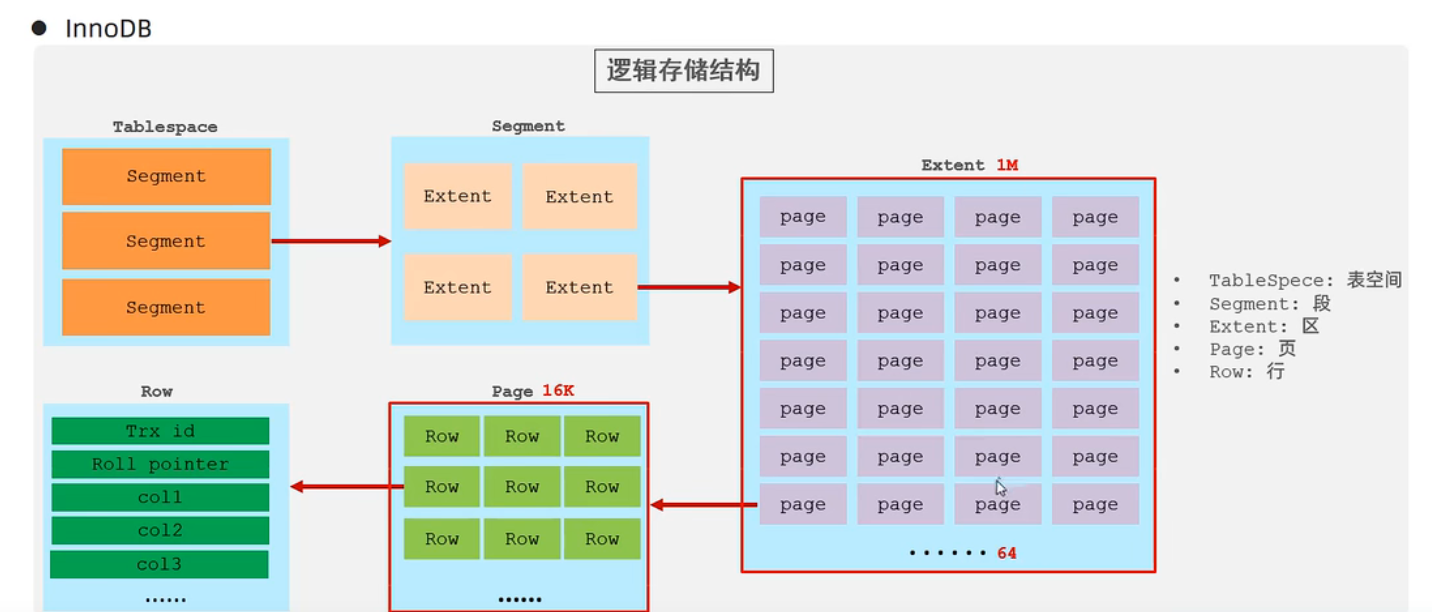 ● InnoDB
逻辑存储结构
Tablespace
Segment
Segment
Segment
Segment
Extent Extent
Extent Extent
Extent 1M
page page page page
page page page page
page page page page
page page page page
page page page page
page page page page
page page page page
······ 64
• TableSpece: 表空间
• Segment: 段
• Extent: 区
• Page: 页
• Row: 行
Row
Trx id
Roll pointer
col1
col2
col3
······
Page 16K
Row Row Row
Row Row Row
Row Row Row
······